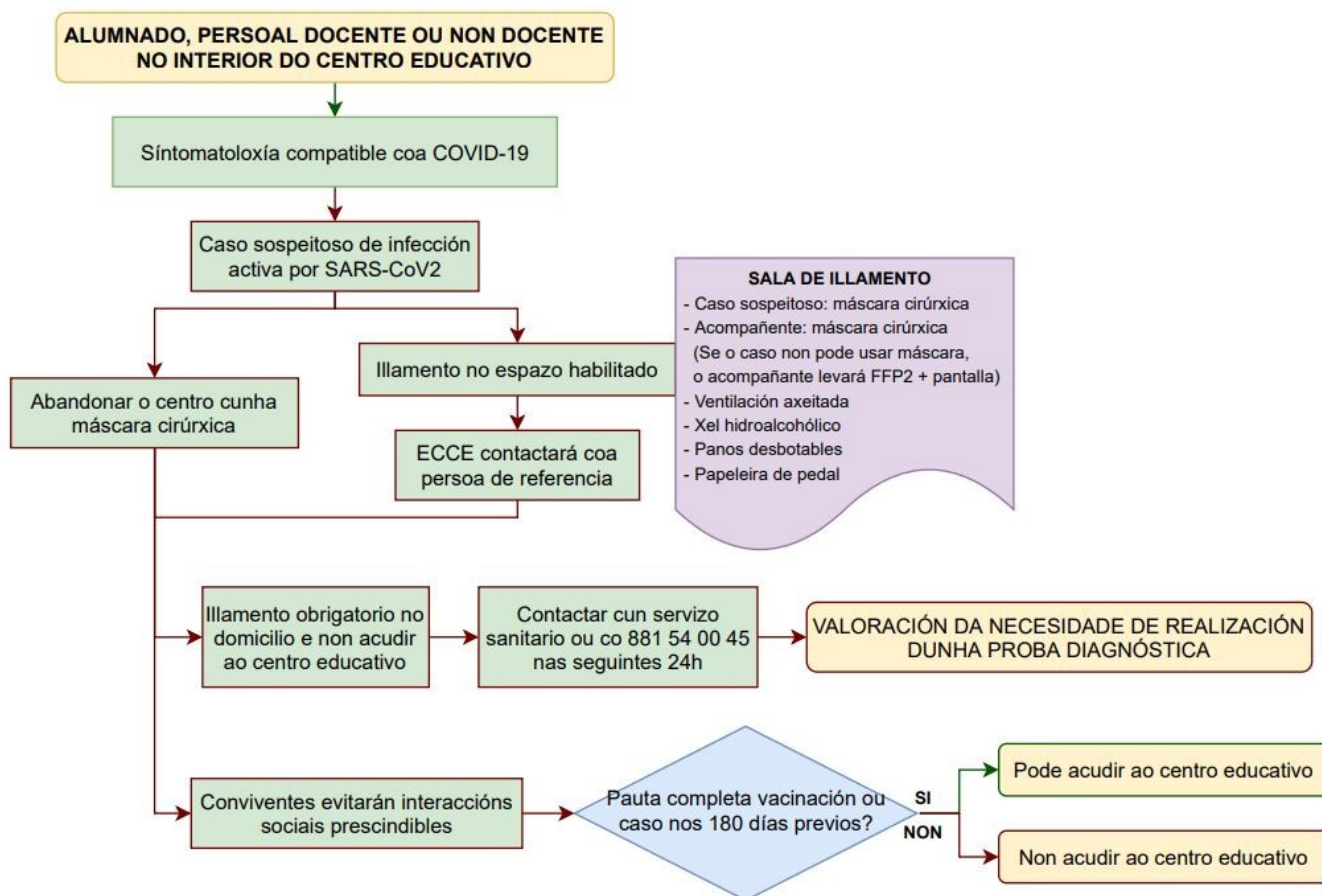 ALUMNADO, PERSOAL DOCENTE OU NON DOCENTE
NO INTERIOR DO CENTRO EDUCATIVO
Síntomatoloxía compatible coa COVID-19
Caso sospeitoso de infección
activa por SARS-CoV2
SALA DE ILLAMENTO
- Caso sospeitoso: máscara cirúrxica
- Acompañente: máscara cirúrxica
(Se o caso non pode usar máscara,
o acompañante levará FFP2 + pantalla)
- Ventilación axeitada
- Xel hidroalcohólico
- Panos desbotables
- Papeleira de pedal
Illamento no espazo habilitado
Abandonar o centro cunha
máscara cirúrxica
ECCE contactará coa
persoa de referencia
Illamento obrigatorio no
domicilio e non acudir
ao centro educativo
Contactar cun servizo
sanitario ou co 881 54 00 45
nas seguintes 24h
VALORACIÓN DA NECESIDADE DE REALIZACIÓN
DUNHA PROBA DIAGNÓSTICA
Conviventes evitarán interaccións
sociais prescindibles
Pauta completa vacinación ou
caso nos 180 días previos?
SI
NON
Pode acudir ao centro educativo
Non acudir ao centro educativo